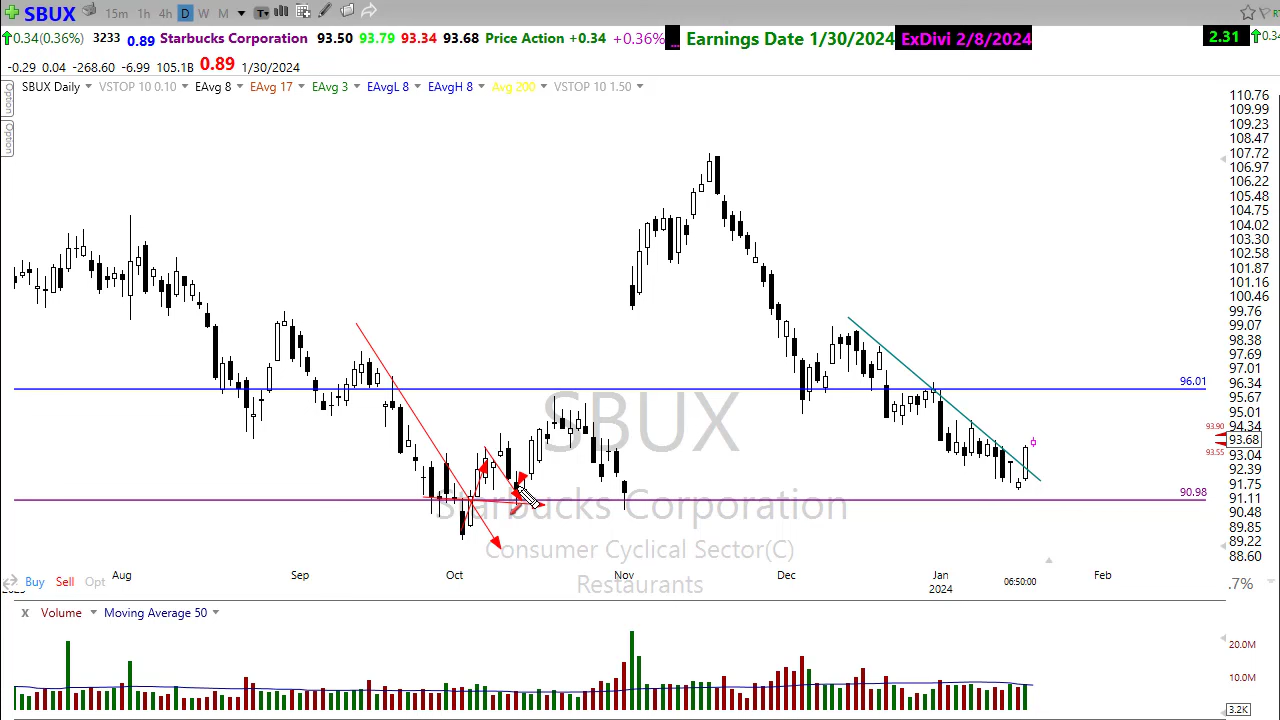 SBUX 15m 1h 4h D W M
0.34(0.36%) 3233 0.89 Starbucks Corporation 93.50 93.79 93.34 93.68 Price Action +0.34 +0.36% ... Earnings Date 1/30/2024 ExDivi 2/8/2024 2.31 0.34
-0.29 0.04 -268.60 -6.99 105.1B 0.89 1/30/2024
SBUX Daily VSTOP 10 0.10 EAvg 8 EAvg 17 EAvg 3 EAvgL 8 EAvgH 8 Avg 200 VSTOP 10 1.50
Option
Option
110.76
109.99
109.23
108.47
107.72
106.97
106.22
105.48
104.75
104.02
103.30
102.58
101.87
101.16
100.46
99.76
99.07
98.38
97.69
97.01
96.01 96.34
95.67
95.01
94.34
93.90
93.68
93.55 93.04
92.39
91.75
90.98 91.11
90.48
89.85
89.22
88.60
SBUX
Starbucks Corporation
Consumer Cyclical Sector(C)
Restaurants
Aug Sep Oct Nov Dec Jan Feb
Buy Sell Opt 2024 06:50:00 .7%
X Volume Moving Average 50
20.0M
10.0M
3.2K